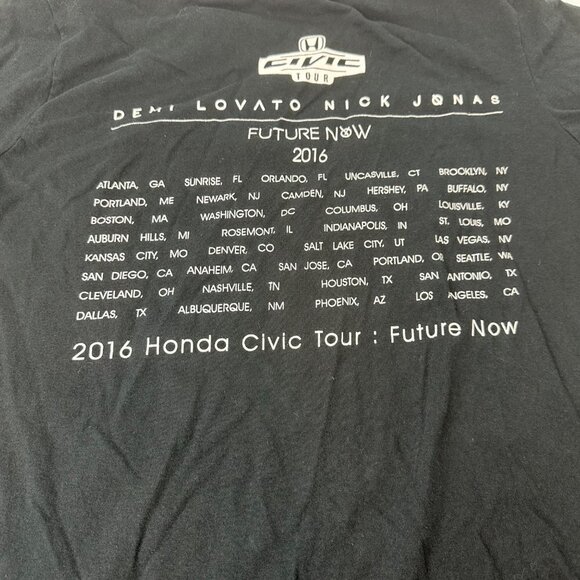 CIVIC
TOUR
DEMI LOVATO NICK JØNAS
FUTURE NOW
2016
ATLANTA, GA SUNRISE, FL ORLANDO, FL UNCASVILLE, CT BROOKLYN, NY
PORTLAND, ME NEWARK, NJ CAMDEN, NJ HERSHEY, PA BUFFALO, NY
BOSTON, MA WASHINGTON, DC COLUMBUS, OH LOUISVILLE, KY
AUBURN HILLS, MI ROSEMONT, IL INDIANAPOLIS, IN ST. LOUIS, MO
KANSAS CITY, MO DENVER, CO SALT LAKE CITY, UT LAS VEGAS, NV
SAN DIEGO, CA ANAHEIM, CA SAN JOSE, CA PORTLAND, OR SEATTLE, WA
CLEVELAND, OH NASHVILLE, TN HOUSTON, TX SAN ANTONIO, TX
DALLAS, TX ALBUQUERQUE, NM PHOENIX, AZ LOS ANGELES, CA
2016 Honda Civic Tour : Future Now